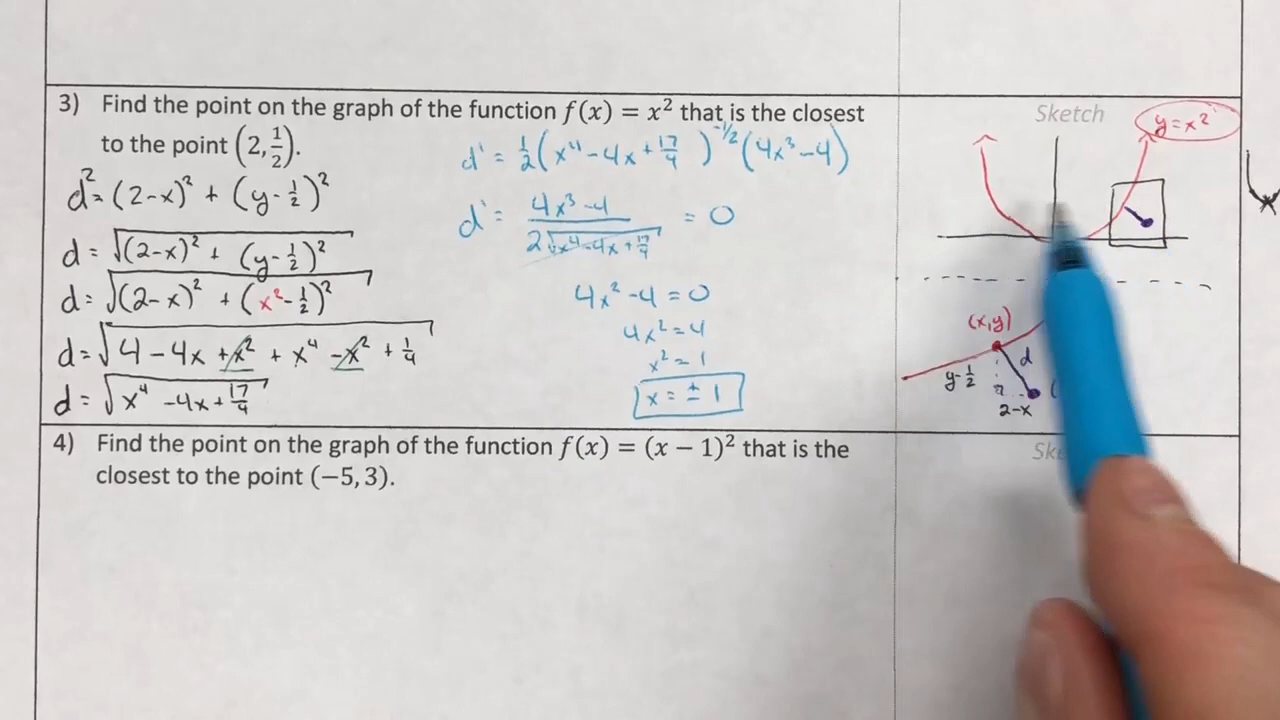 3) Find the point on the graph of the function f(x) = x² that is the closest
to the point (2, 1/2).
d² = (2-x)² + (y-1/2)²
d = √((2-x)² + (y-1/2)²)
d = √((2-x)² + (x²-1/2)²)
d = √(4 - 4x + x² + x⁴ - x² + 1/4)
d = √(x⁴ - 4x + 17/4)
d' = 1/2(x⁴ - 4x + 17/4)^(-1/2) (4x³ - 4)
d' = (4x³ - 4)/(2√(x⁴ - 4x + 17/4)) = 0
4x² - 4 = 0
4x² = 4
x² = 1
x = ± 1
Sketch
y = x²
(x,y)
d
y-1/2
2-x
4) Find the point on the graph of the function f(x) = (x − 1)² that is the
closest to the point (−5, 3).